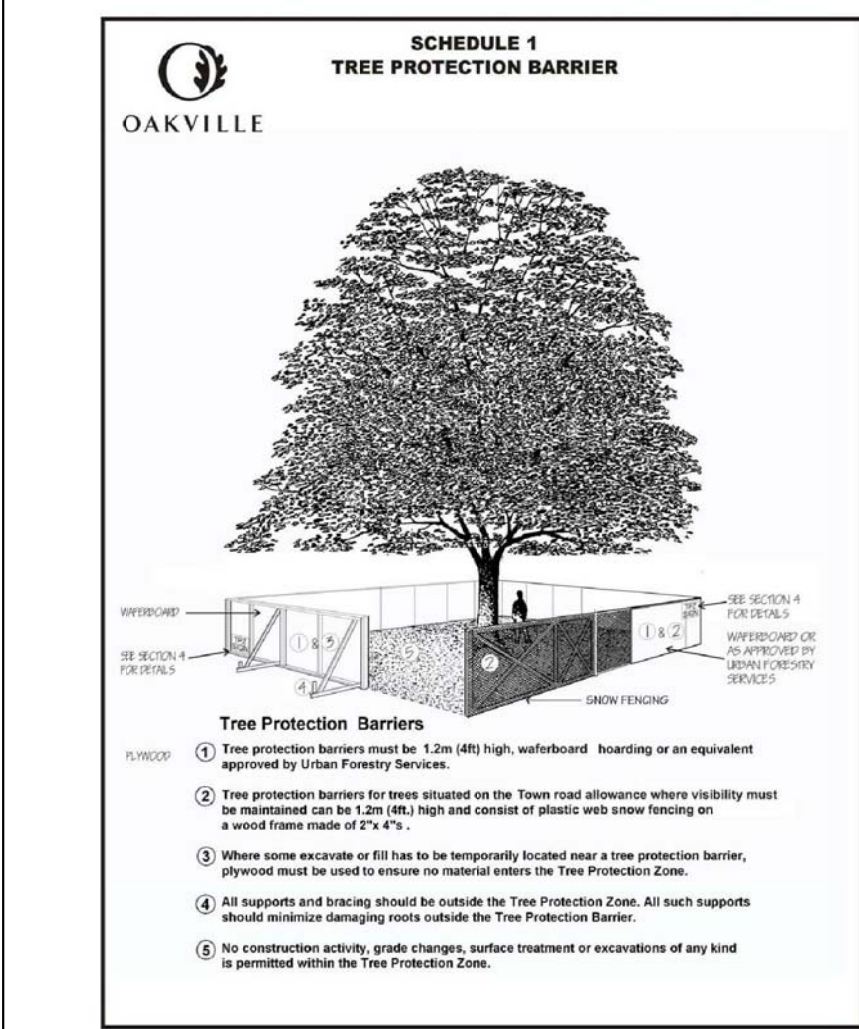 SCHEDULE 1
TREE PROTECTION BARRIER
OAKVILLE
WAFERBOARD
SEE SECTION 4
FOR DETAILS
1 & 3
4
5
2
1 & 2
SEE SECTION 4
FOR DETAILS
WAFERBOARD OR
AS APPROVED BY
URBAN FORESTRY
SERVICES
SNOW FENCING
Tree Protection Barriers
PLYWOOD
1 Tree protection barriers must be 1.2m (4ft) high, waferboard hoarding or an equivalent
approved by Urban Forestry Services.
2 Tree protection barriers for trees situated on the Town road allowance where visibility must
be maintained can be 1.2m (4ft.) high and consist of plastic web snow fencing on
a wood frame made of 2"x 4"s .
3 Where some excavate or fill has to be temporarily located near a tree protection barrier,
plywood must be used to ensure no material enters the Tree Protection Zone.
4 All supports and bracing should be outside the Tree Protection Zone. All such supports
should minimize damaging roots outside the Tree Protection Barrier.
5 No construction activity, grade changes, surface treatment or excavations of any kind
is permitted within the Tree Protection Zone.